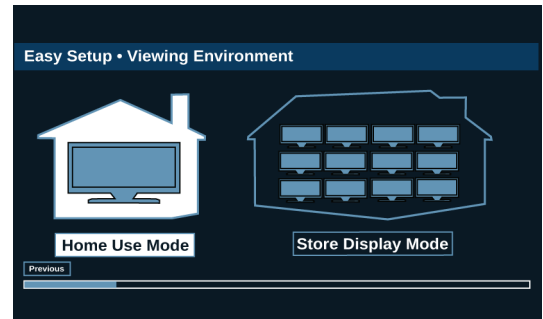 Easy Setup • Viewing Environment
Home Use Mode
Store Display Mode
Previous